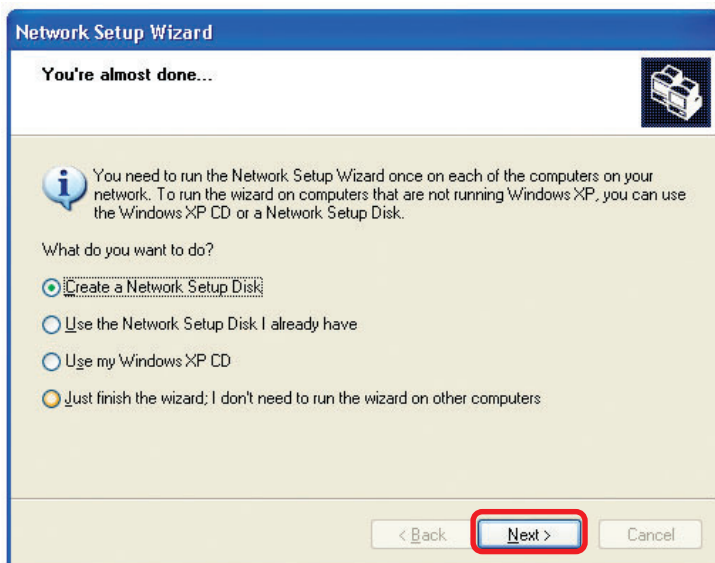 Network Setup Wizard
You're almost done...
You need to run the Network Setup Wizard once on each of the computers on your
network. To run the wizard on computers that are not running Windows XP, you can use
the Windows XP CD or a Network Setup Disk.
What do you want to do?
Create a Network Setup Disk
Use the Network Setup Disk I already have
Use my Windows XP CD
Just finish the wizard; I don't need to run the wizard on other computers
< Back
Next >
Cancel